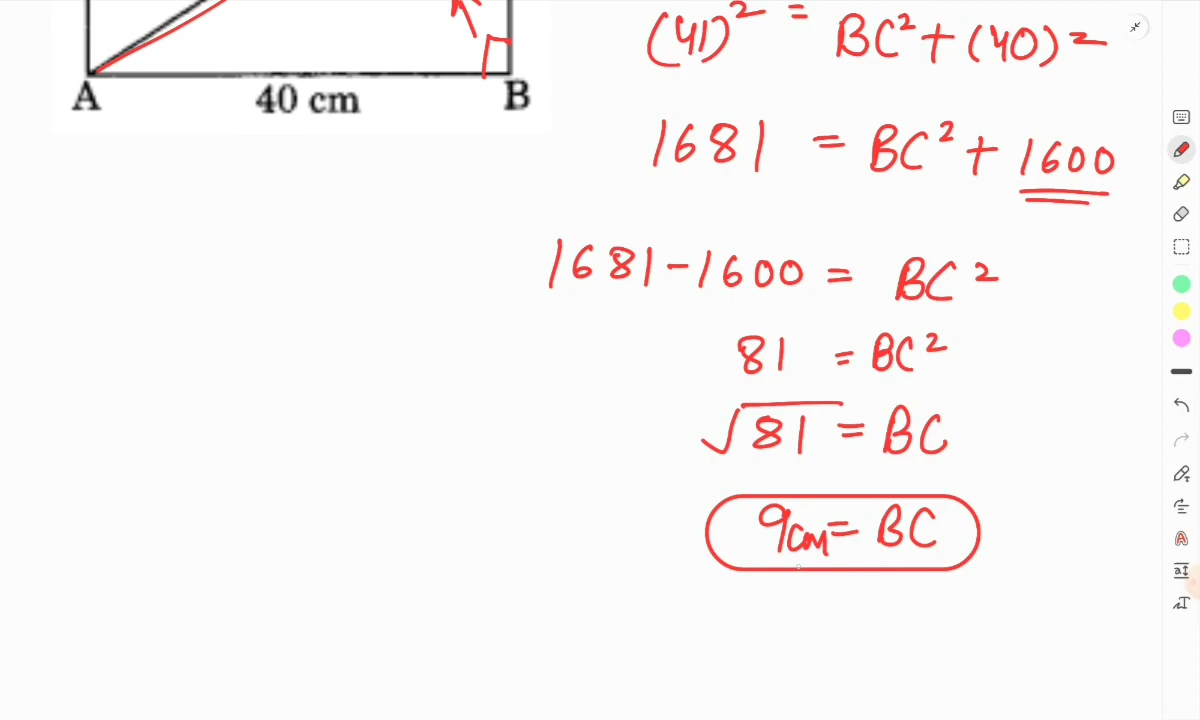 A 40 cm B
(41)² = BC² + (40)²
1681 = BC² + 1600
1681 - 1600 = BC²
81 = BC²
√81 = BC
9cm = BC